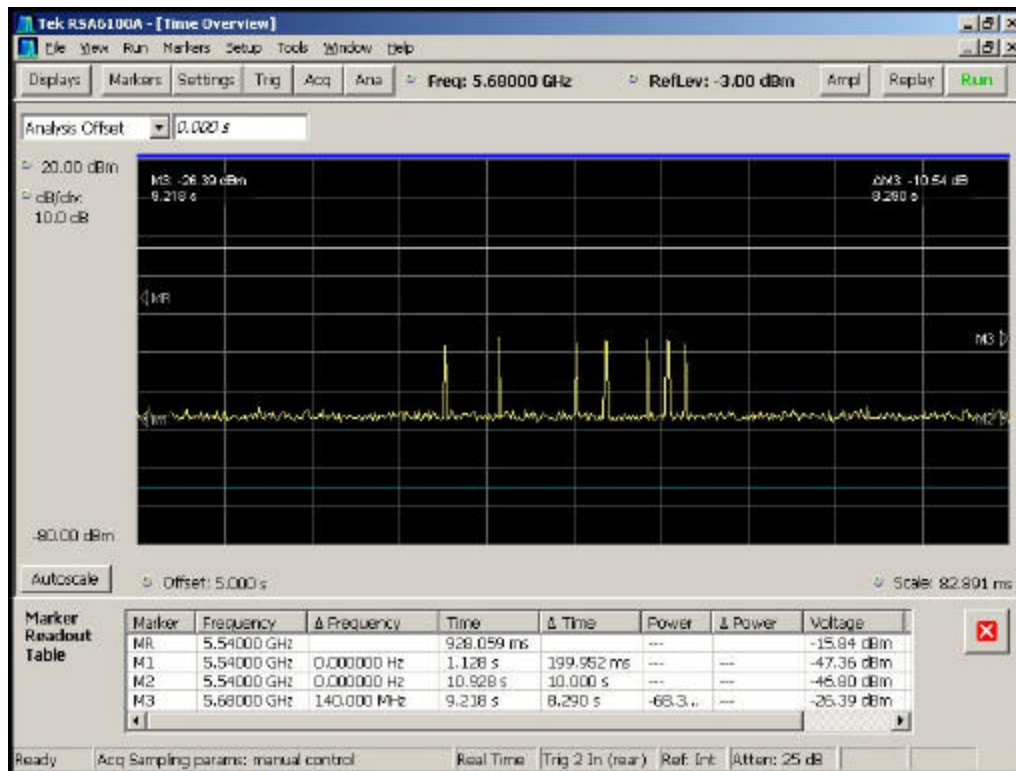 Tek RSA6100A - [Time Overview]
File View Run Markers Setup Tools Window Help
Displays Markers Settings Trig Acq Ana Freq: 5.68000 GHz RefLev: -3.00 dBm Ampl Replay Run
Analysis Offset 0.000 s
20.00 dBm
dB/div:
10.0 dB
M3: -26.39 dBm
9.218 s
ΔM3: -10.54 dB
8.290 s
MR
M3
M2
-80.00 dBm
Autoscale Offset: 5.000 s Scale: 82.891 ms
Marker Readout Table
Marker Frequency Δ Frequency Time Δ Time Power Δ Power Voltage
MR 5.54000 GHz 928.059 ms --- -15.84 dBm
M1 5.54000 GHz 0.000000 Hz 1.128 s 199.952 ms --- --- -47.36 dBm
M2 5.54000 GHz 0.000000 Hz 10.928 s 10.000 s --- --- -46.80 dBm
M3 5.68000 GHz 140.000 MHz 9.218 s 8.290 s -68.3... --- -26.39 dBm
Ready Acq Sampling params: manual control Real Time Trig 2 In (rear) Ref: Int Atten: 25 dB